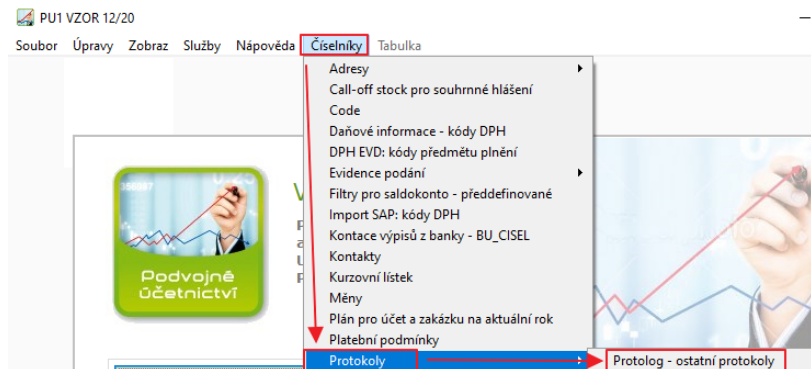 PU1 VZOR 12/20
Soubor Úpravy Zobraz Služby Nápověda Číselníky Tabulka
Adresy
Call-off stock pro souhrnné hlášení
Code
Daňové informace - kódy DPH
DPH EVD: kódy předmětu plnění
Evidence podání
Filtry pro saldokonto - předdefinované
Import SAP: kódy DPH
Kontace výpisů z banky - BU_CISEL
Kontakty
Kurzovní lístek
Měny
Plán pro účet a zakázku na aktuální rok
Platební podmínky
Protokoly
Protolog - ostatní protokoly
356887
Podvojné
účetnictví